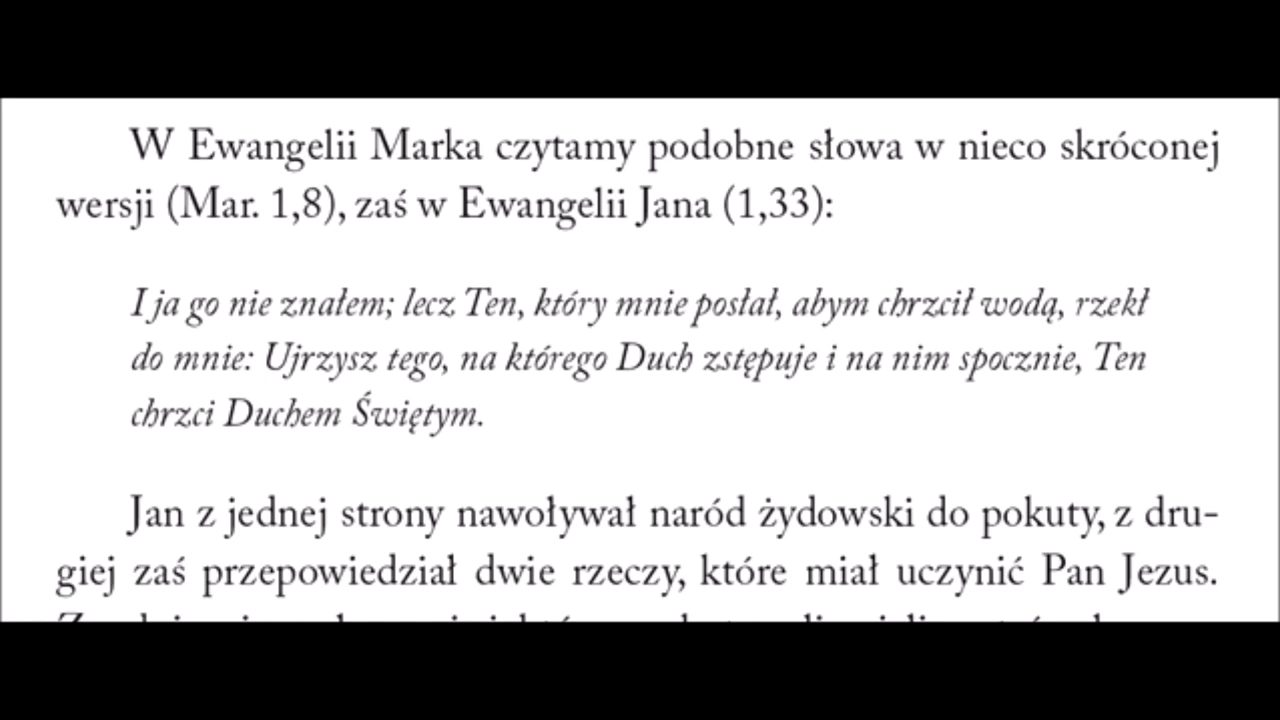 W Ewangelii Marka czytamy podobne słowa w nieco skróconej
wersji (Mar. 1,8), zaś w Ewangelii Jana (1,33):
I ja go nie znałem; lecz Ten, który mnie posłał, abym chrzcił wodą, rzekł
do mnie: Ujrzysz tego, na którego Duch zstępuje i na nim spocznie, Ten
chrzci Duchem Świętym.
Jan z jednej strony nawoływał naród żydowski do pokuty, z dru-
giej zaś przepowiedział dwie rzeczy, które miał uczynić Pan Jezus.